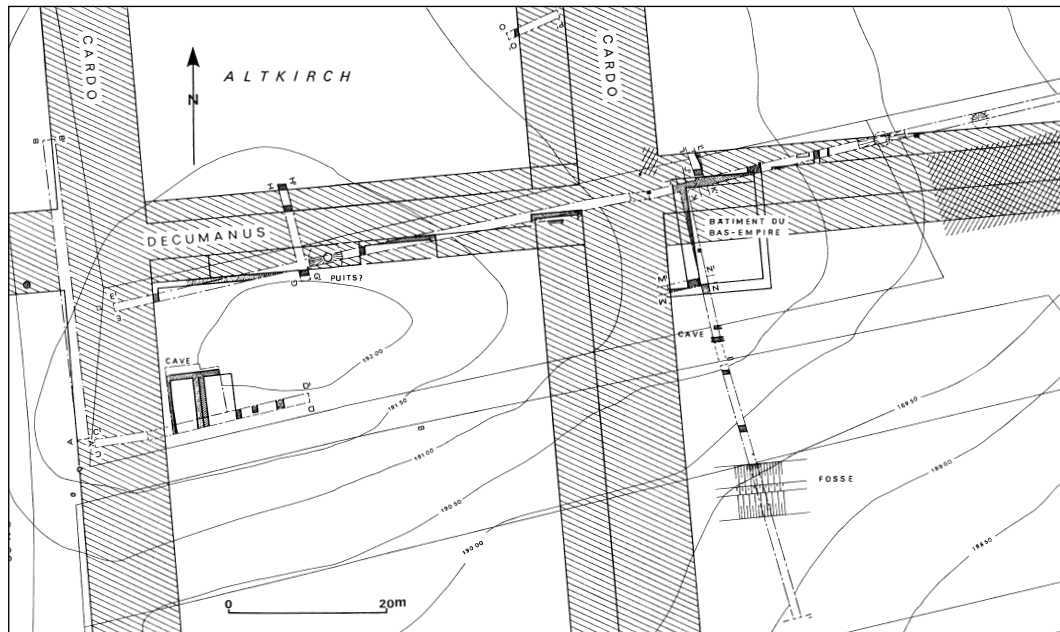 CARDO
ALTKIRCH
N
CARDO
O
P
O'
B
B
H
H
DECUMANUS
BÂTIMENT DU
BAS-EMPIRE
E'
E
G
G
PUITS?
M'
M
N'
N
CAVE
192.00
CAVE
D'
D
191.50
189.50
A
B
191.00
FOSSE
189.00
190.50
190.00
188.50
0
20m